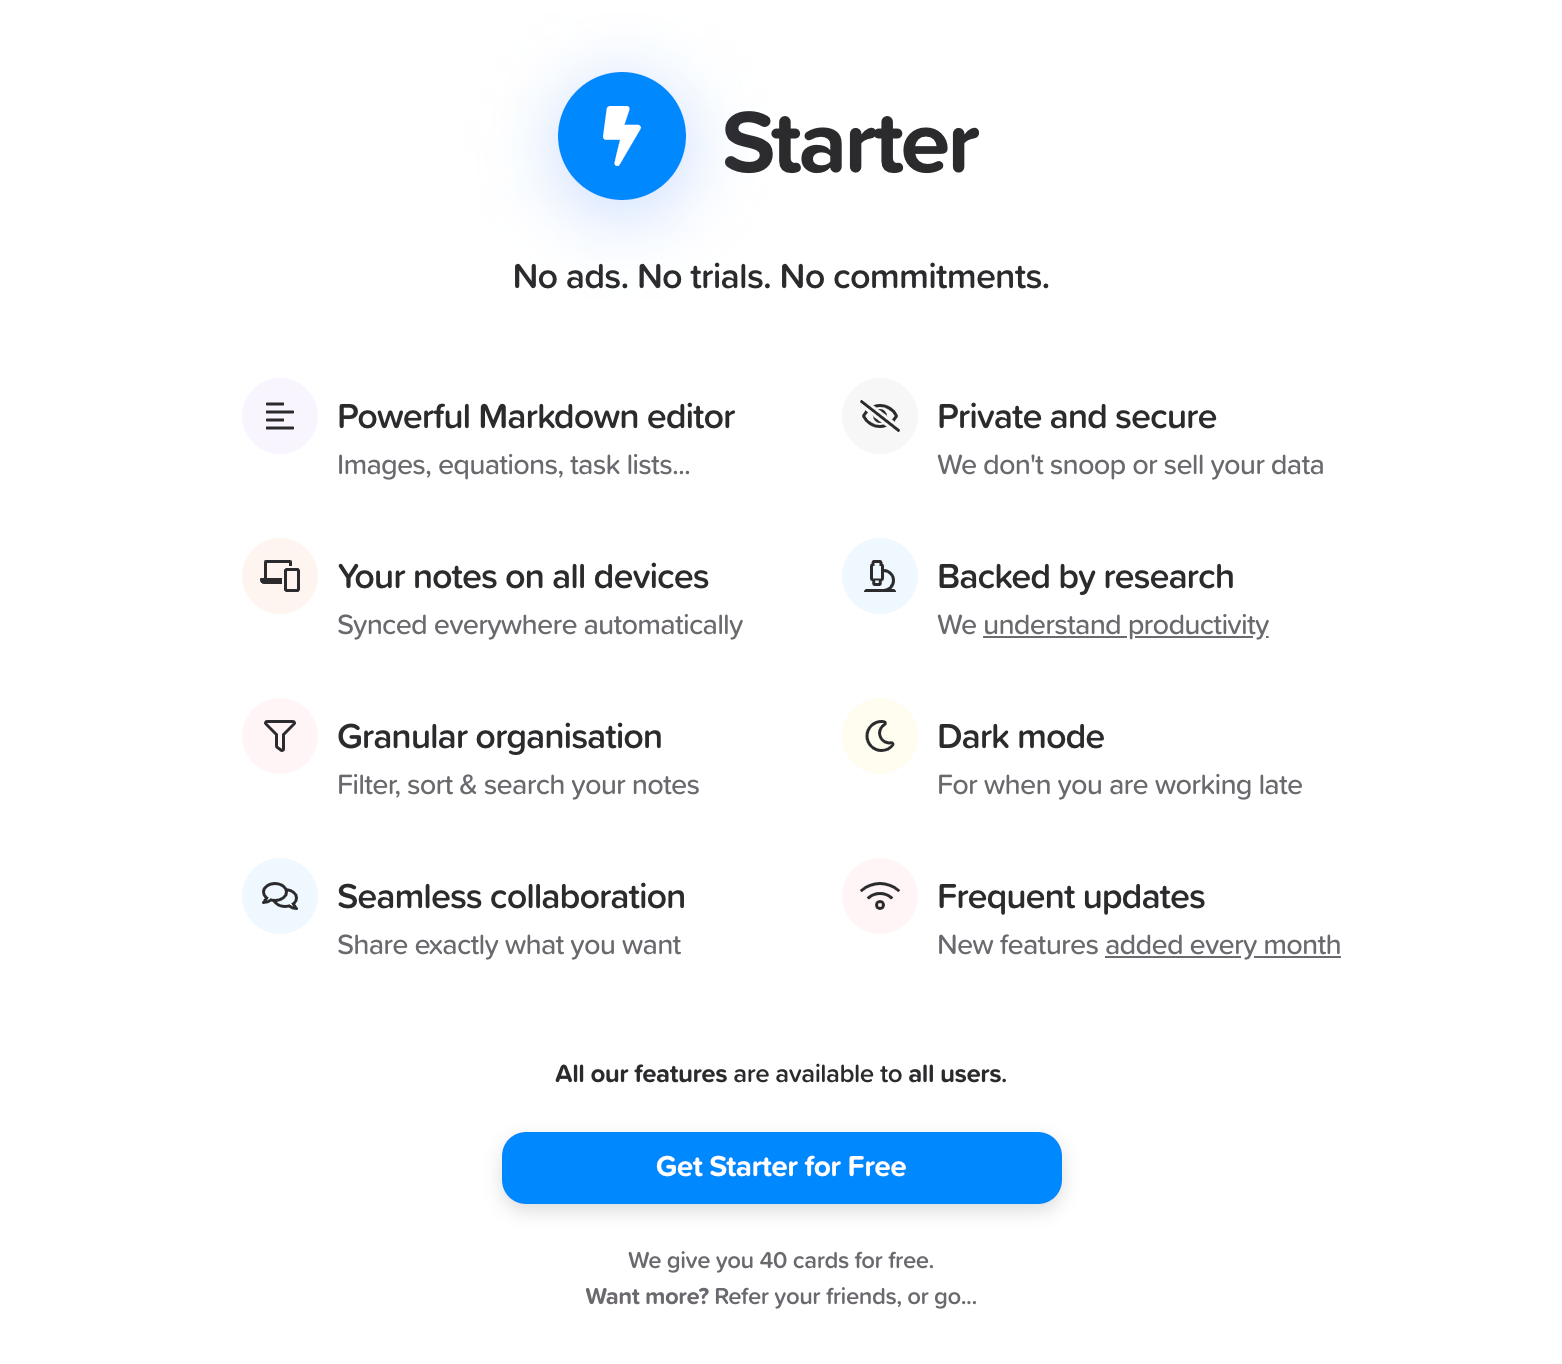 Starter
No ads. No trials. No commitments.
Powerful Markdown editor
Images, equations, task lists...
Private and secure
We don't snoop or sell your data
Your notes on all devices
Synced everywhere automatically
Backed by research
We understand productivity
Granular organisation
Filter, sort & search your notes
Dark mode
For when you are working late
Seamless collaboration
Share exactly what you want
Frequent updates
New features added every month
All our features are available to all users.
Get Starter for Free
We give you 40 cards for free.
Want more? Refer your friends, or go...